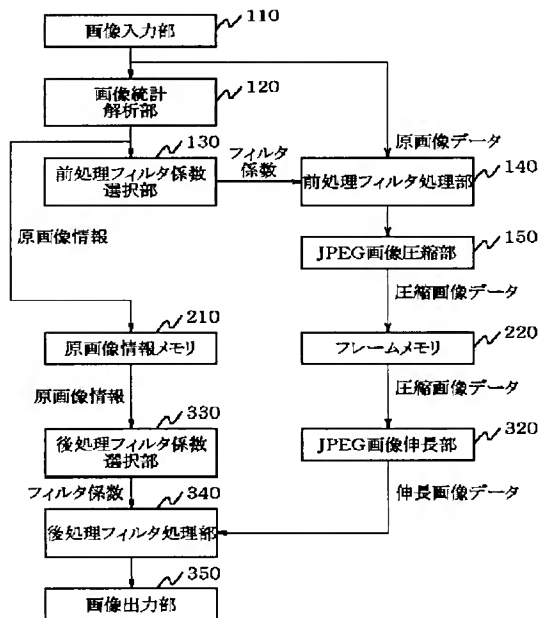 画像入力部
110
画像統計
解析部
120
130
前処理フィルタ係数
選択部
フィルタ
係数
原画像データ
140
前処理フィルタ処理部
原画像情報
150
JPEG画像圧縮部
圧縮画像データ
210
原画像情報メモリ
220
フレームメモリ
原画像情報
圧縮画像データ
330
後処理フィルタ係数
選択部
320
JPEG画像伸長部
フィルタ係数
340
伸長画像データ
後処理フィルタ処理部
350
画像出力部